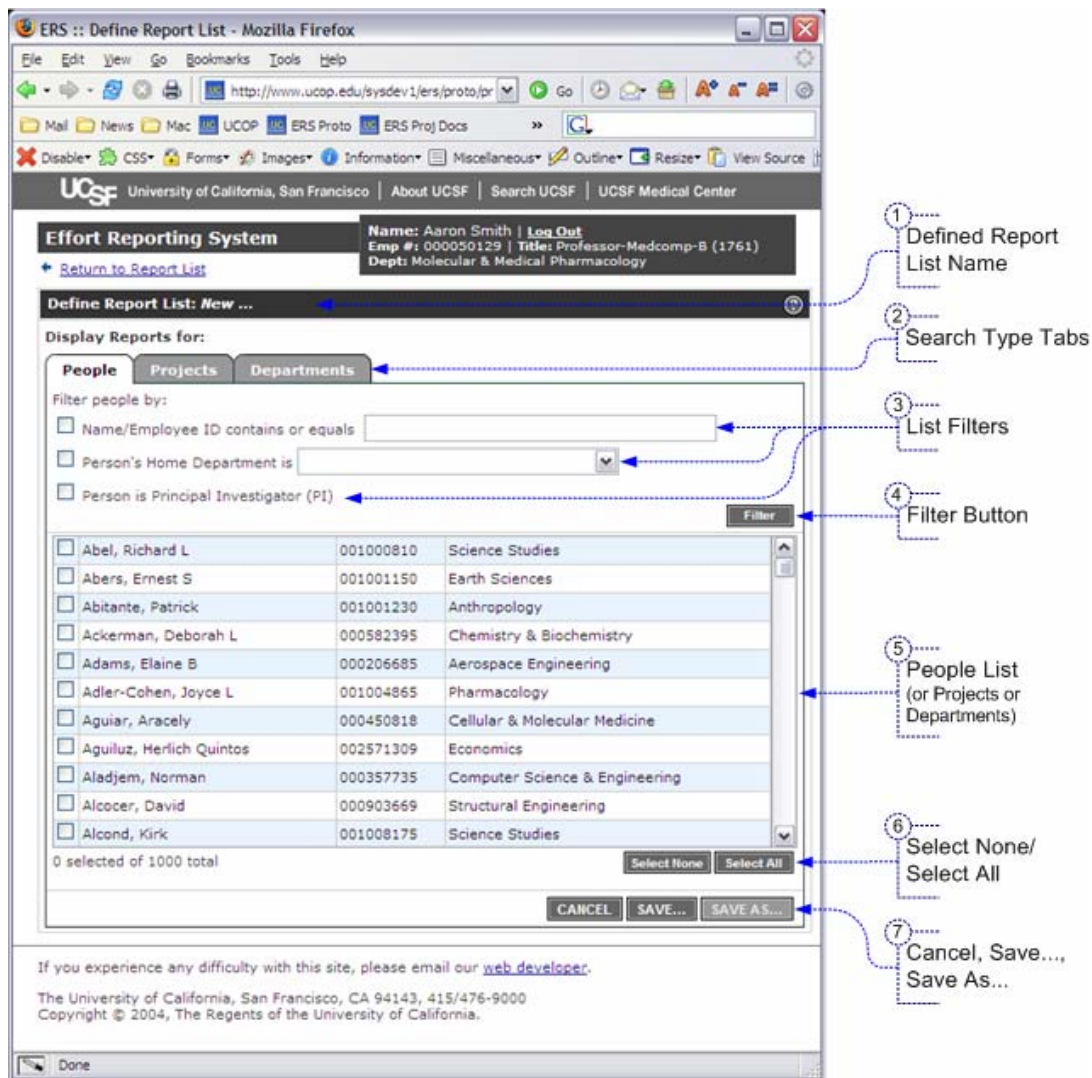 ERS :: Define Report List - Mozilla Firefox
File Edit View Go Bookmarks Tools Help
http://www.ucop.edu/sysdev1/ers/proto/pr Go
Mail News Mac UCOP ERS Proto ERS Proj Docs »
Disable CSS Forms Images Information Miscellaneous Outline Resize View Source
UCSF University of California, San Francisco | About UCSF | Search UCSF | UCSF Medical Center
Effort Reporting System
Name: Aaron Smith | Log Out
Emp #: 000050129 | Title: Professor-Medcomp-B (1761)
Dept: Molecular & Medical Pharmacology
Return to Report List
Define Report List: New ...
Display Reports for:
People Projects Departments
Filter people by:
Name/Employee ID contains or equals
Person's Home Department is
Person is Principal Investigator (PI)
Filter
Abel, Richard L 001000810 Science Studies
Abers, Ernest S 001001150 Earth Sciences
Abitante, Patrick 001001230 Anthropology
Ackerman, Deborah L 000582395 Chemistry & Biochemistry
Adams, Elaine B 000206685 Aerospace Engineering
Adler-Cohen, Joyce L 001004865 Pharmacology
Aguiar, Aracely 000450818 Cellular & Molecular Medicine
Aguiluz, Herlich Quintos 002571309 Economics
Aladjem, Norman 000357735 Computer Science & Engineering
Alcocer, David 000903669 Structural Engineering
Alcond, Kirk 001008175 Science Studies
0 selected of 1000 total
Select None Select All
CANCEL SAVE... SAVE AS...
If you experience any difficulty with this site, please email our web developer.
The University of California, San Francisco, CA 94143, 415/476-9000
Copyright © 2004, The Regents of the University of California.
Done
1
Defined Report
List Name
2
Search Type Tabs
3
List Filters
4
Filter Button
5
People List
(or Projects or
Departments)
6
Select None/
Select All
7
Cancel, Save...,
Save As...